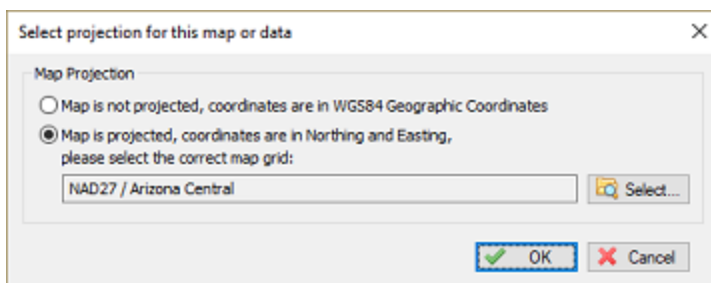 Select projection for this map or data
Map Projection
Map is not projected, coordinates are in WGS84 Geographic Coordinates
Map is projected, coordinates are in Northing and Easting,
please select the correct map grid:
NAD27 / Arizona Central
Select...
OK
Cancel